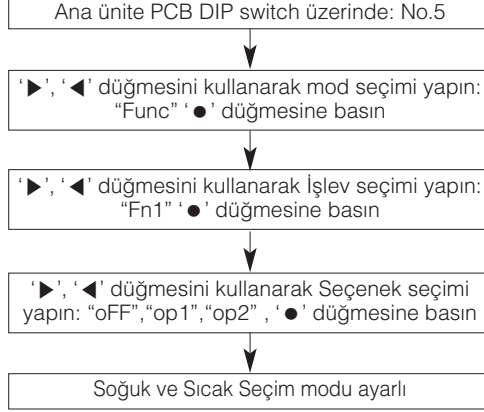 Ana ünite PCB DIP switch üzerinde: No.5
‘▶’, ‘◀’ düğmesini kullanarak mod seçimi yapın:
“Func” ‘●’ düğmesine basın
‘▶’, ‘◀’ düğmesini kullanarak İşlev seçimi yapın:
“Fn1” ‘●’ düğmesine basın
‘▶’, ‘◀’ düğmesini kullanarak Seçenek seçimi
yapın: “oFF”,“op1”,“op2” , ‘●’ düğmesine basın
Soğuk ve Sıcak Seçim modu ayarlı